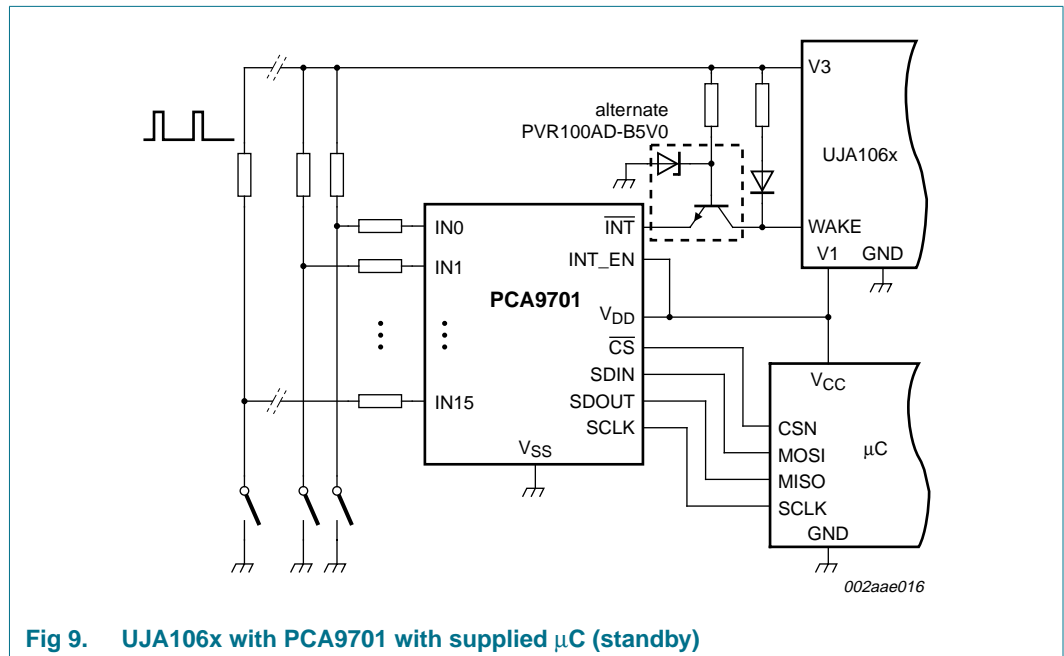 V3
alternate
PVR100AD-B5V0
UJA106x
IN0
INT
WAKE
V1 GND
IN1
INT_EN
PCA9701
VDD
CS
VCC
SDIN
IN15
SDOUT
CSN
SCLK
MOSI
μC
VSS
MISO
SCLK
GND
002aae016
Fig 9. UJA106x with PCA9701 with supplied μC (standby)